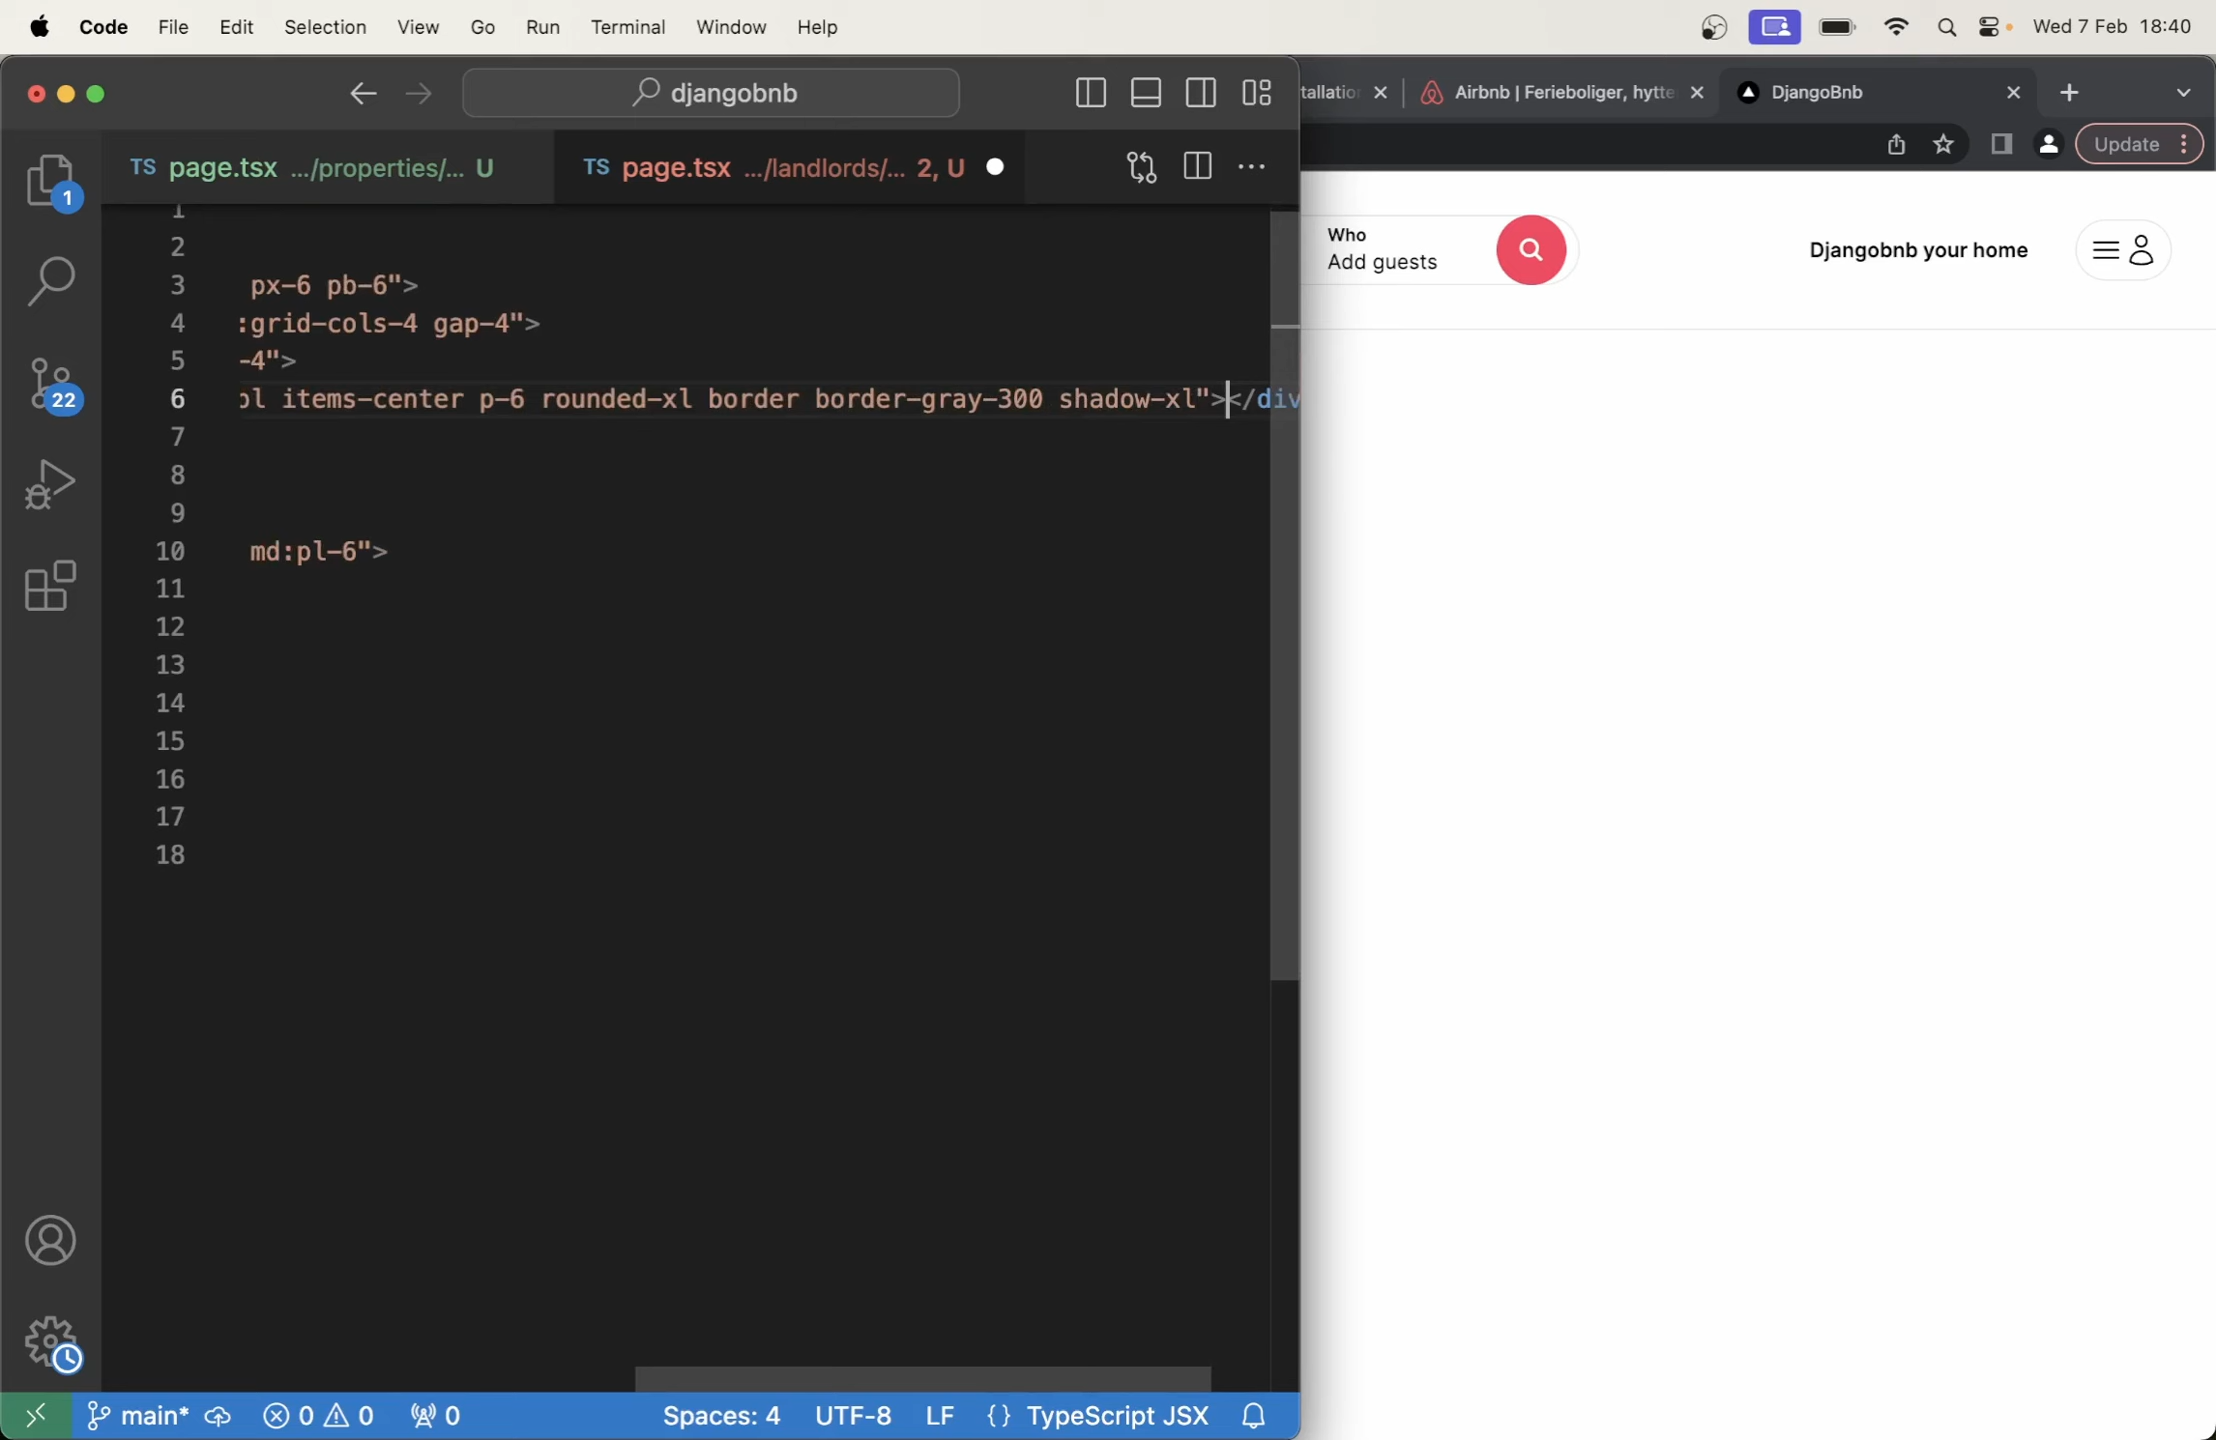 Code File Edit Selection View Go Run Terminal Window Help
Wed 7 Feb 18:40
djangobnb
Airbnb | Ferieboliger, hytte
DjangoBnb
TS page.tsx .../properties/... U
TS page.tsx .../landlords/... 2, U
Update
1
1
2
3 px-6 pb-6">
4 :grid-cols-4 gap-4">
5 -4">
6 ol items-center p-6 rounded-xl border border-gray-300 shadow-xl"></div
7
8
9
10 md:pl-6">
11
12
13
14
15
16
17
18
22
Who
Add guests
Djangobnb your home
main* 0 0 0
Spaces: 4 UTF-8 LF {} TypeScript JSX